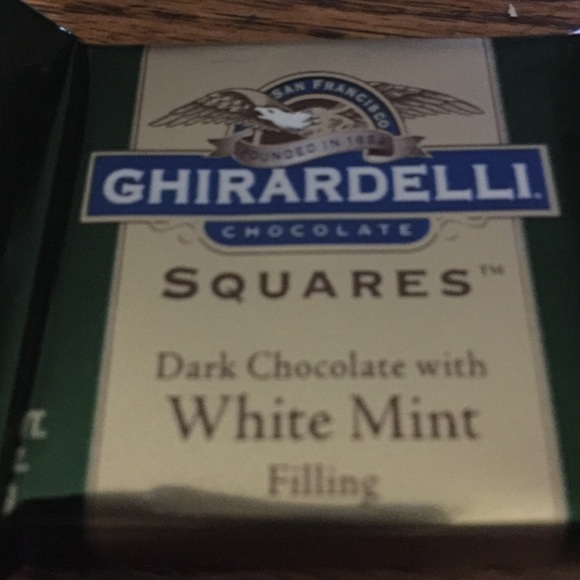 SAN FRANCISCO
FOUNDED IN 1852
GHIRARDELLI
CHOCOLATE
SQUARES™
Dark Chocolate with
White Mint
Filling